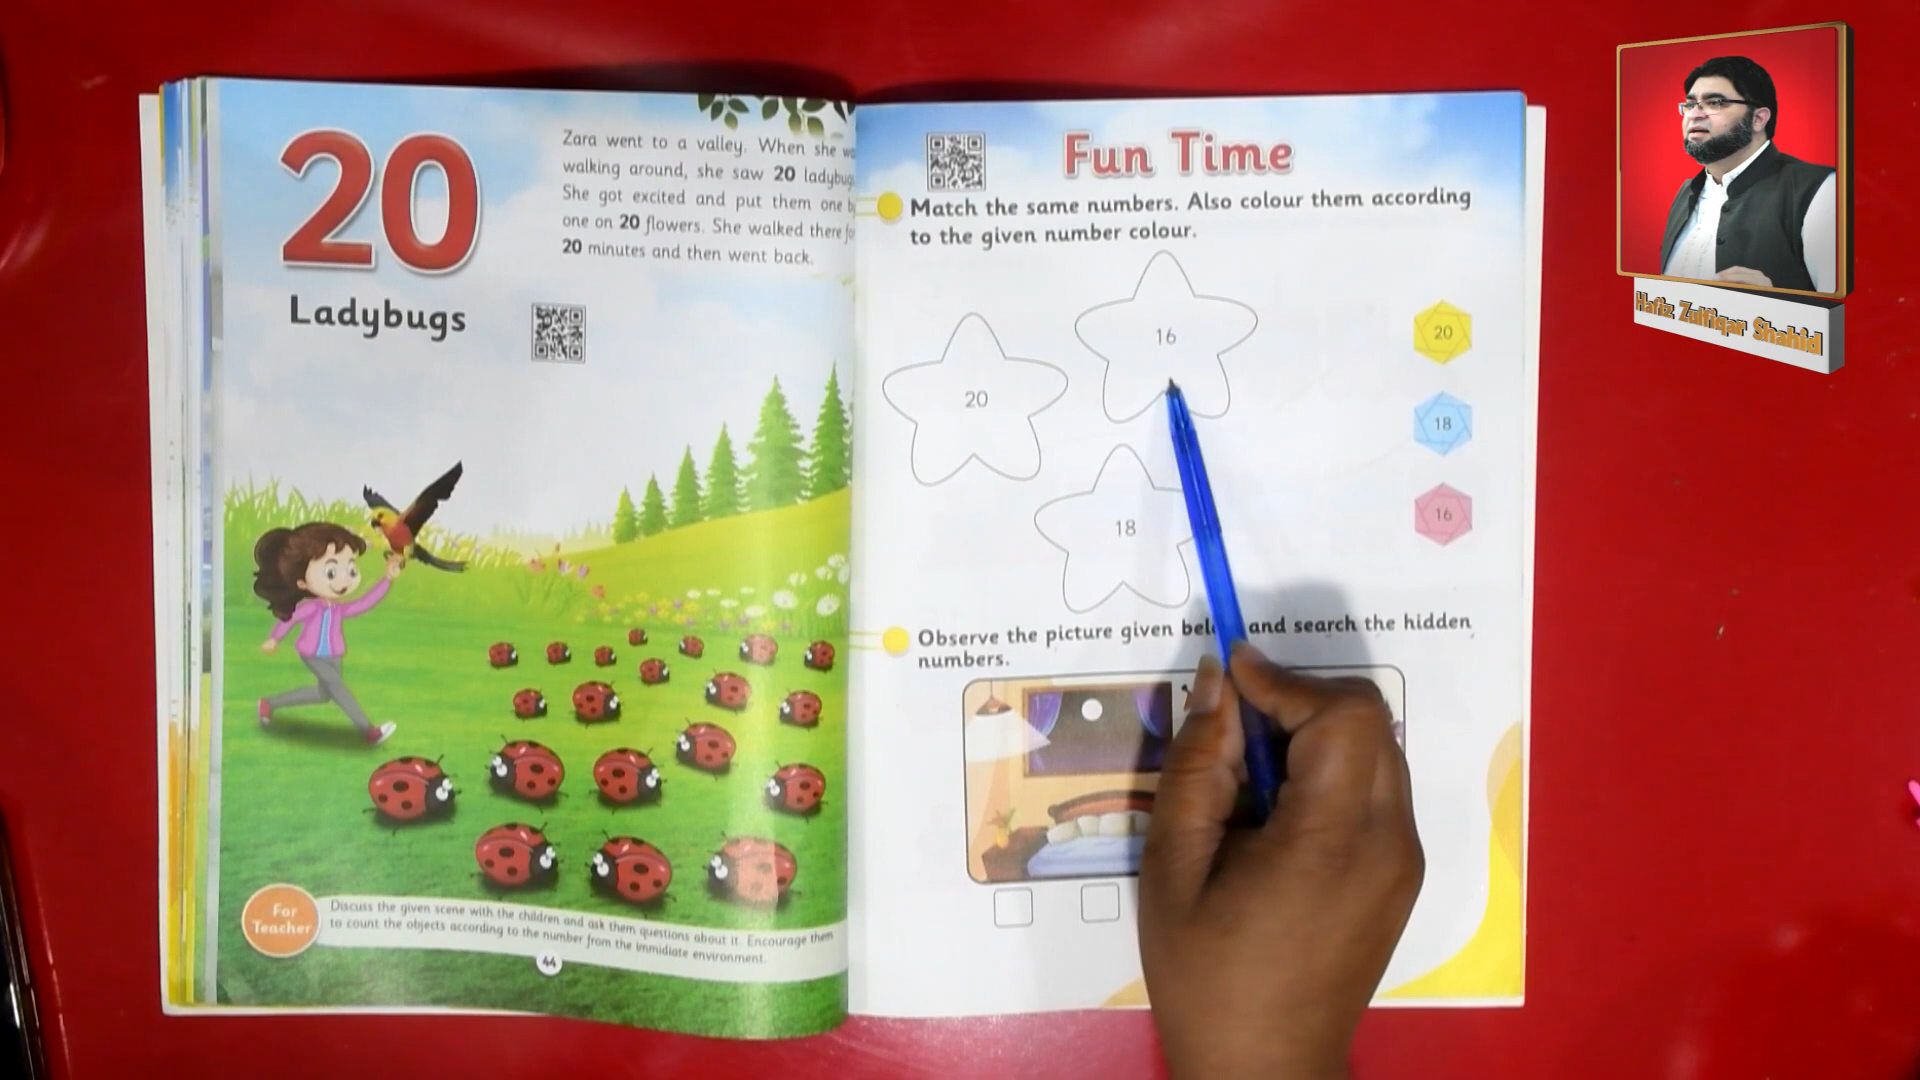 20
Ladybugs
Zara went to a valley. When she
walking around, she saw 20 ladybug
She got excited and put them one
one on 20 flowers. She walked there
20 minutes and then went back.
For
Teacher
Discuss the given scene with the children and ask them questions about it. Encourage them
to count the objects according to the number from the immidiate environment.
44
Fun Time
Match the same numbers. Also colour them according
to the given number colour.
16
20
18
20
18
16
Observe the picture given and search the hidden
numbers.
Hafiz Zulfiqar Shahid